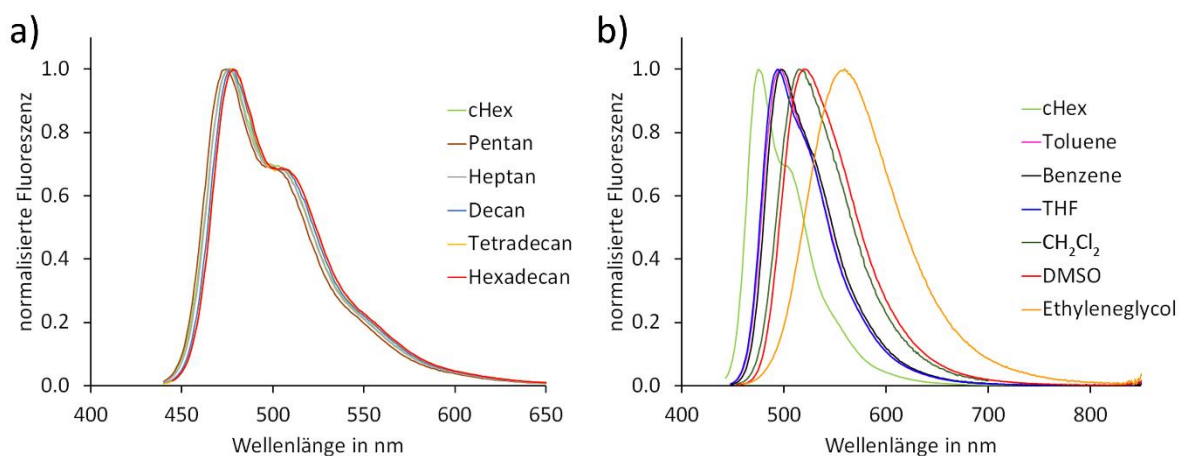 a)
normalisierte Fluoreszenz
1.0
0.8
0.6
0.4
0.2
0.0
400 450 500 550 600 650
Wellenlänge in nm
cHex
Pentan
Heptan
Decan
Tetradecan
Hexadecan
b)
normalisierte Fluoreszenz
1.0
0.8
0.6
0.4
0.2
0.0
400 500 600 700 800
Wellenlänge in nm
cHex
Toluene
Benzene
THF
CH₂Cl₂
DMSO
Ethyleneglycol